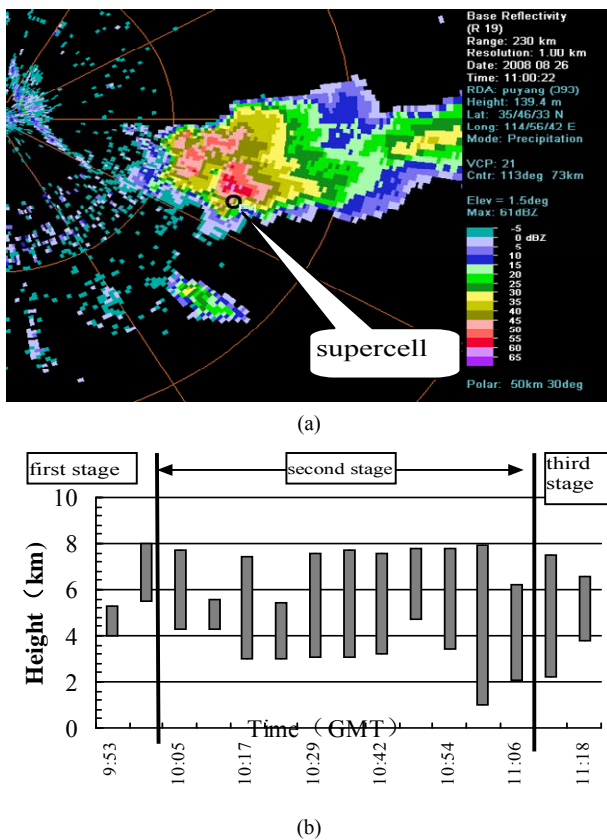 Base Reflectivity
(R 19)
Range: 230 km
Resolution: 1.00 km
Date: 2008 08 26
Time: 11:00:22
RDA: puyang (393)
Height: 139.4 m
Lat: 35/46/33 N
Long: 114/56/42 E
Mode: Precipitation
VCP: 21
Cntr: 113deg 73km
Elev = 1.5deg
Max: 61dBZ
-5
0 dBZ
5
10
15
20
25
30
35
40
45
50
55
60
65
Polar: 50km 30deg
supercell
(a)
first stage
second stage
third
stage
10
8
6
4
2
0
Height (km)
Time (GMT)
9:53
10:05
10:17
10:29
10:42
10:54
11:06
11:18
(b)